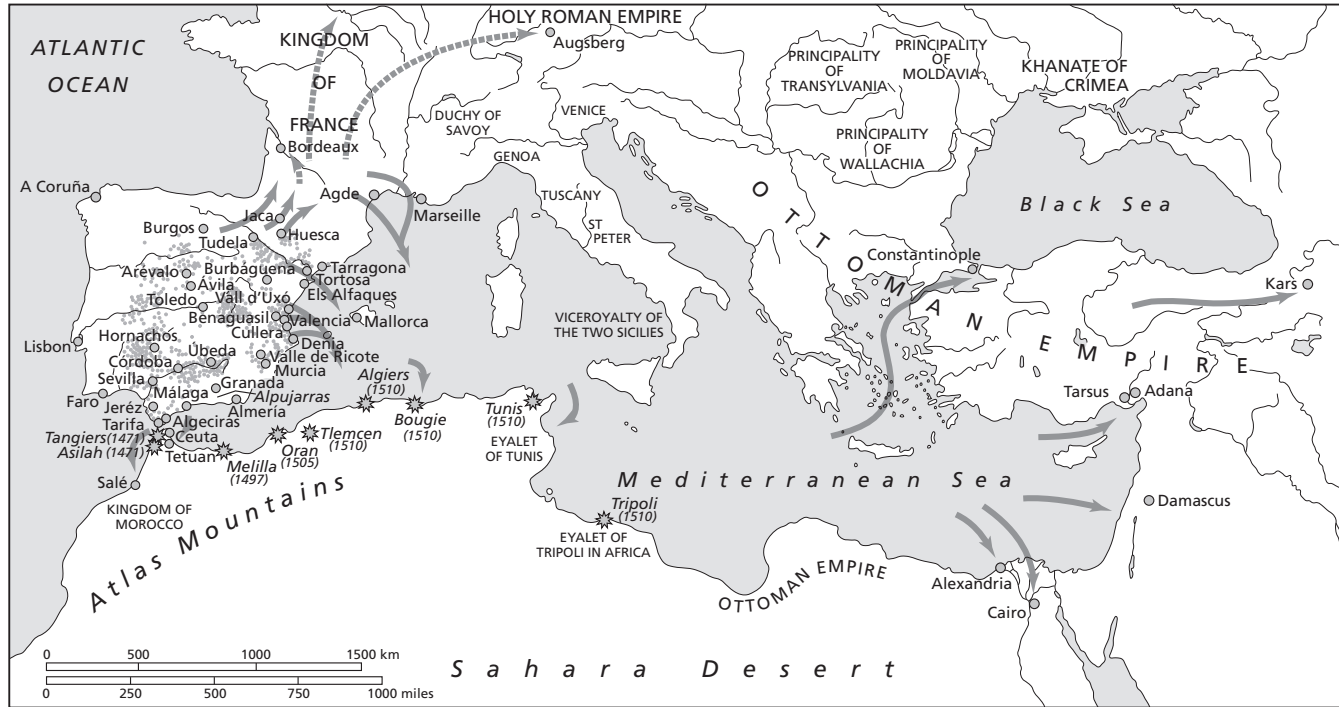 ATLANTIC
OCEAN
KINGDOM
OF
FRANCE
HOLY ROMAN EMPIRE
Augsberg
PRINCIPALITY
OF
TRANSYLVANIA
PRINCIPALITY
OF
MOLDAVIA
KHANATE OF
CRIMEA
DUCHY OF
SAVOY
VENICE
PRINCIPALITY
OF
WALLACHIA
Bordeaux
GENOA
A Coruña
Agde
Marseille
TUSCANY
ST
PETER
Black Sea
Burgos
Jaca
Huesca
Tudela
Constantinople
OTTOMAN EMPIRE
Kars
Arévalo
Burbáguena
Tarragona
Tortosa
Ávila
Els Alfaques
Toledo
Vall d'Uxó
Benaguasil
Valencia
Mallorca
Cullera
VICEROYALTY OF
THE TWO SICILIES
Lisbon
Hornachos
Denia
Úbeda
Valle de Ricote
Córdoba
Murcia
Sevilla
Granada
Algiers
(1510)
Faro
Málaga
Alpujarras
Tarsus
Adana
Jeréz
Almería
Bougie
(1510)
Tunis
(1510)
Tarifa
Algeciras
Tangiers(1471)
Ceuta
Tlemcen
(1510)
Asilah(1471)
Tetuan
Oran
(1505)
EYALET
OF TUNIS
Melilla
(1497)
Salé
Mediterranean Sea
KINGDOM OF
MOROCCO
Tripoli
(1510)
Damascus
Atlas Mountains
EYALET OF
TRIPOLI IN AFRICA
OTTOMAN EMPIRE
Alexandria
Cairo
0 500 1000 1500 km
0 250 500 750 1000 miles
Sahara Desert